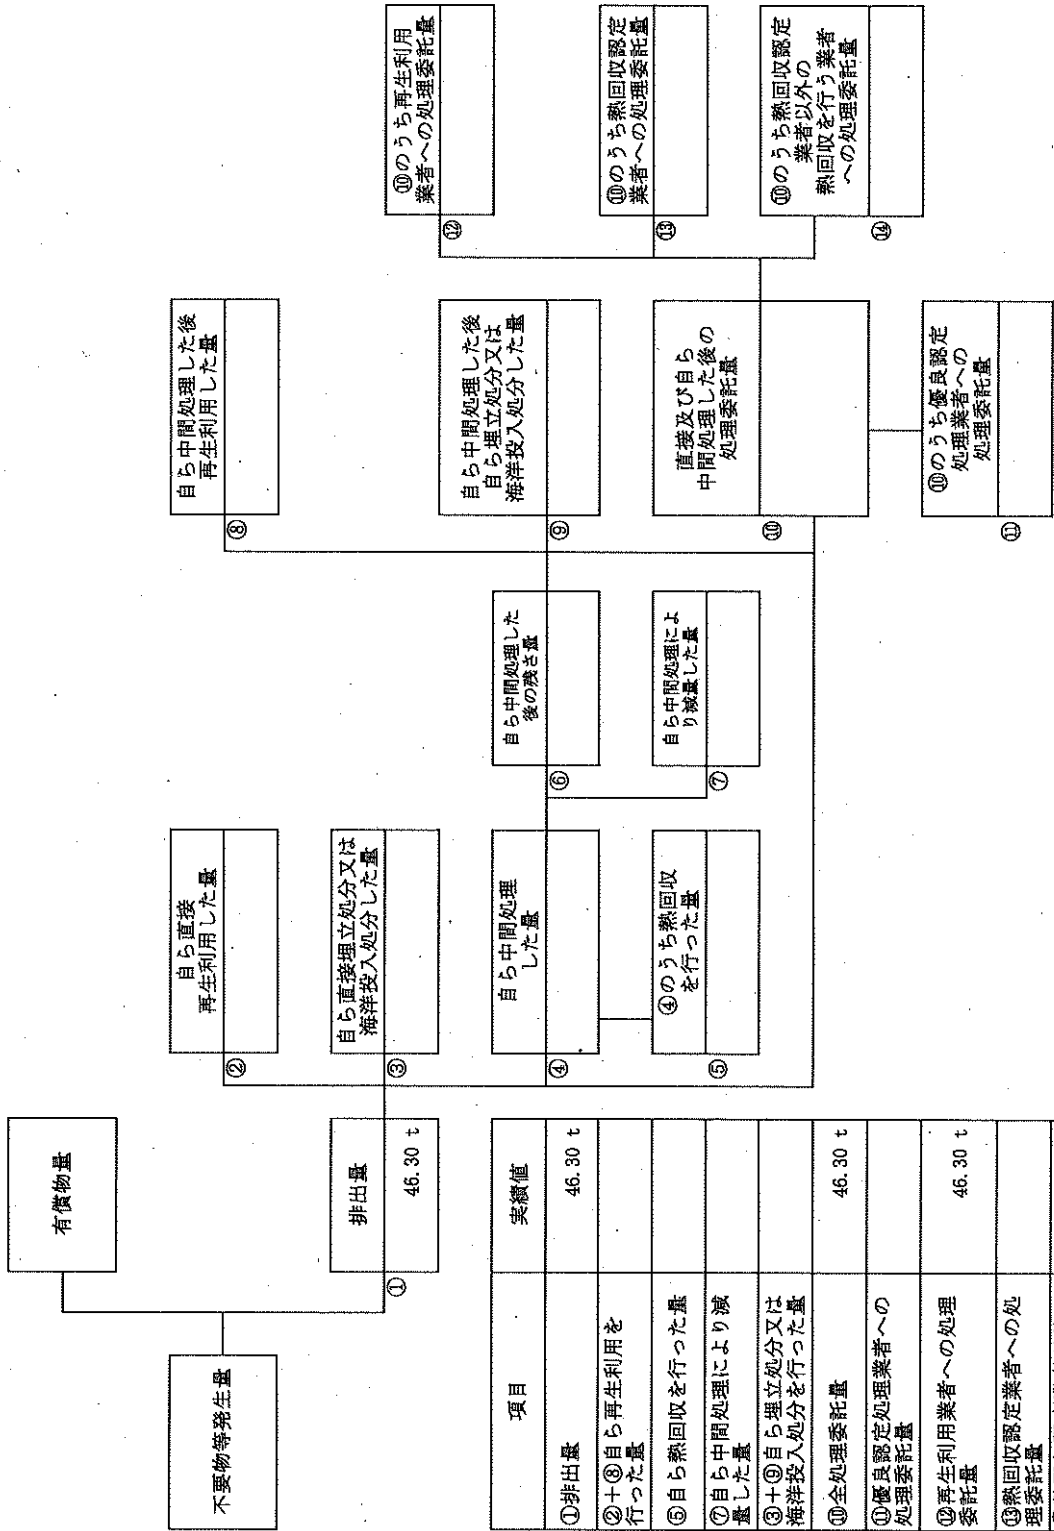 不要物等発生量
有償物量
排出量
①
46.30 t
自ら直接
再生利用した量
②
自ら直接埋立処分又は
海洋投入処分した量
③
自ら中間処理
した量
④
④のうち熱回収
を行った量
⑤
自ら中間処理した
後の残さ量
⑥
自ら中間処理によ
り減量した量
⑦
自ら中間処理した後
再生利用した量
⑧
自ら中間処理した後
自ら埋立処分又は
海洋投入処分した量
⑨
直接及び自ら
中間処理した後の
処理委託量
⑩
⑩のうち優良認定
処理業者への
処理委託量
⑪
⑩のうち再生利用
業者への処理委託量
⑫
⑩のうち熱回収認定
業者への処理委託量
⑬
⑩のうち熱回収認定
業者以外の
熱回収を行う業者
への処理委託量
⑭
項目 実績値
①排出量 46.30 t
②+⑧自ら再生利用を
行った量
⑤自ら熱回収を行った量
⑦自ら中間処理により減
量した量
③+⑨自ら埋立処分又は
海洋投入処分を行った量
⑩全処理委託量 46.30 t
⑪優良認定処理業者への
処理委託量
⑫再生利用業者への処理
委託量 46.30 t
⑬熱回収認定業者への処
理委託量